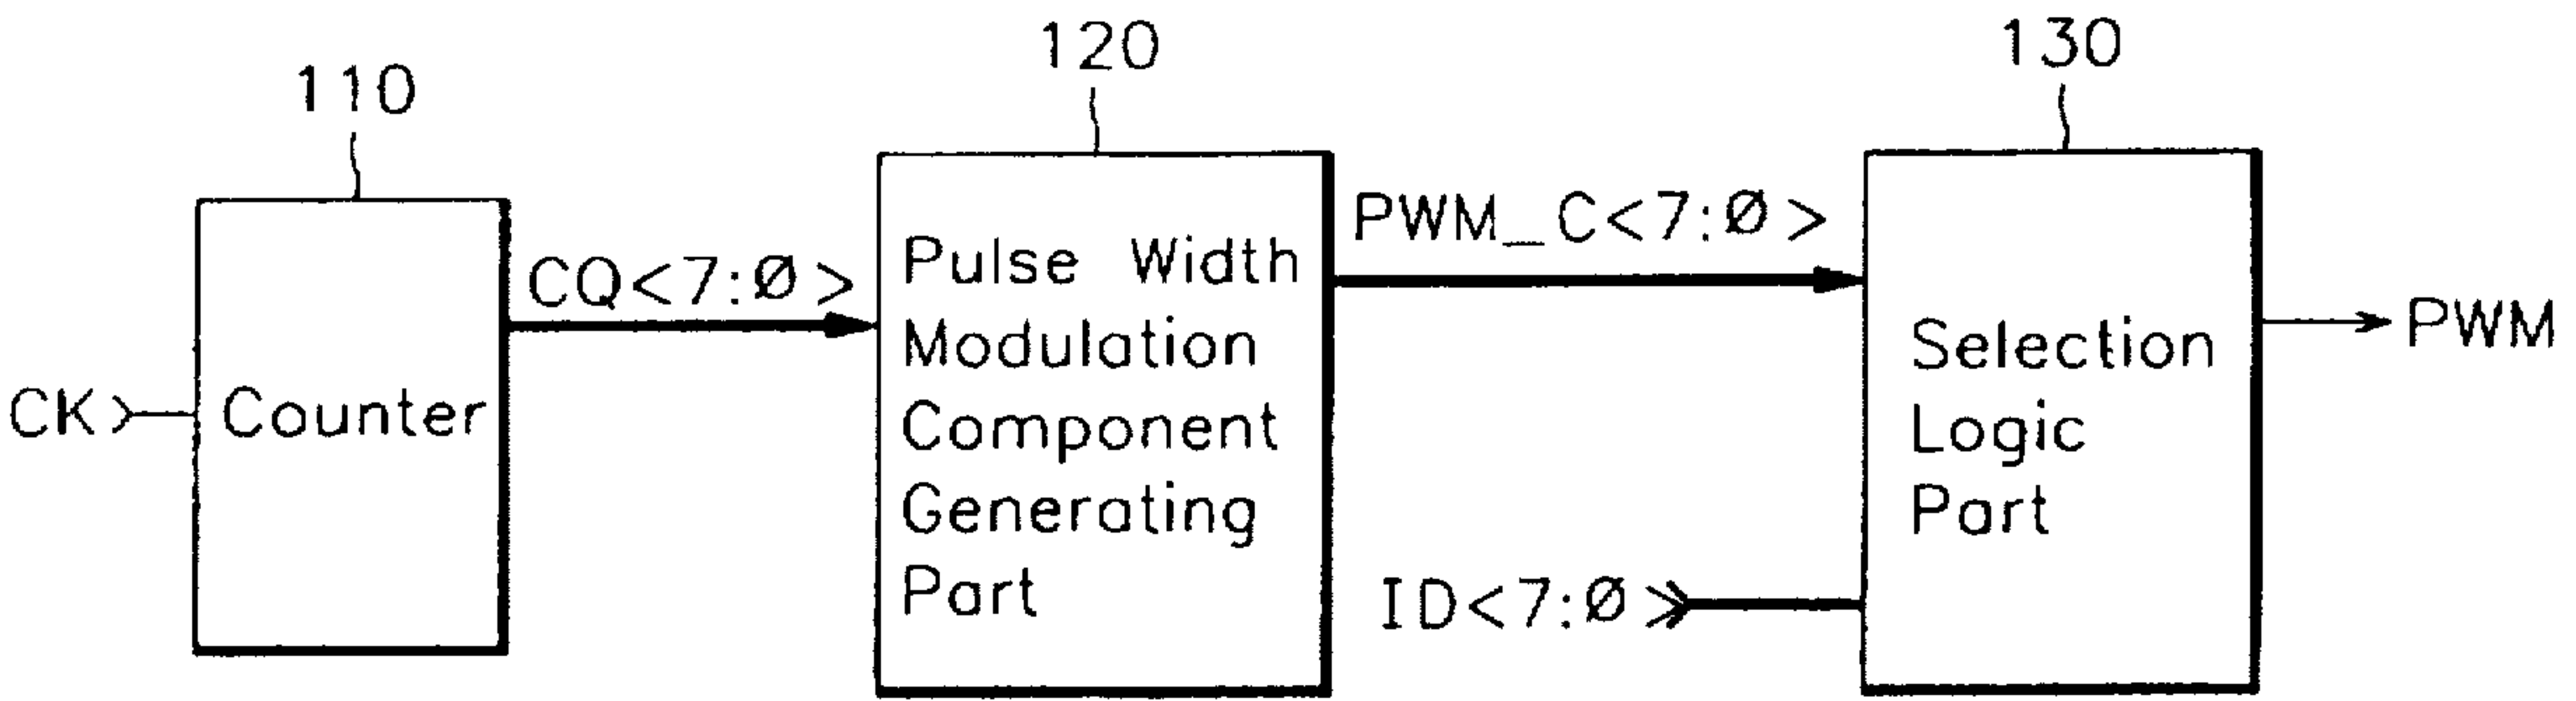 110
120
130
CK
Counter
CQ<7:Ø>
Pulse Width
Modulation
Component
Generating
Part
PWM_C<7:Ø>
ID<7:Ø>
Selection
Logic
Part
PWM